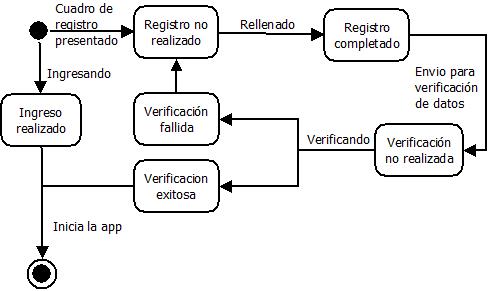 Cuadro de
registro
presentado
Registro no
realizado
Rellenado
Registro
completado
Ingresando
Envio para
verificación
de datos
Ingreso
realizado
Verificación
fallida
Verificando
Verificación
no realizada
Verificacion
exitosa
Inicia la app